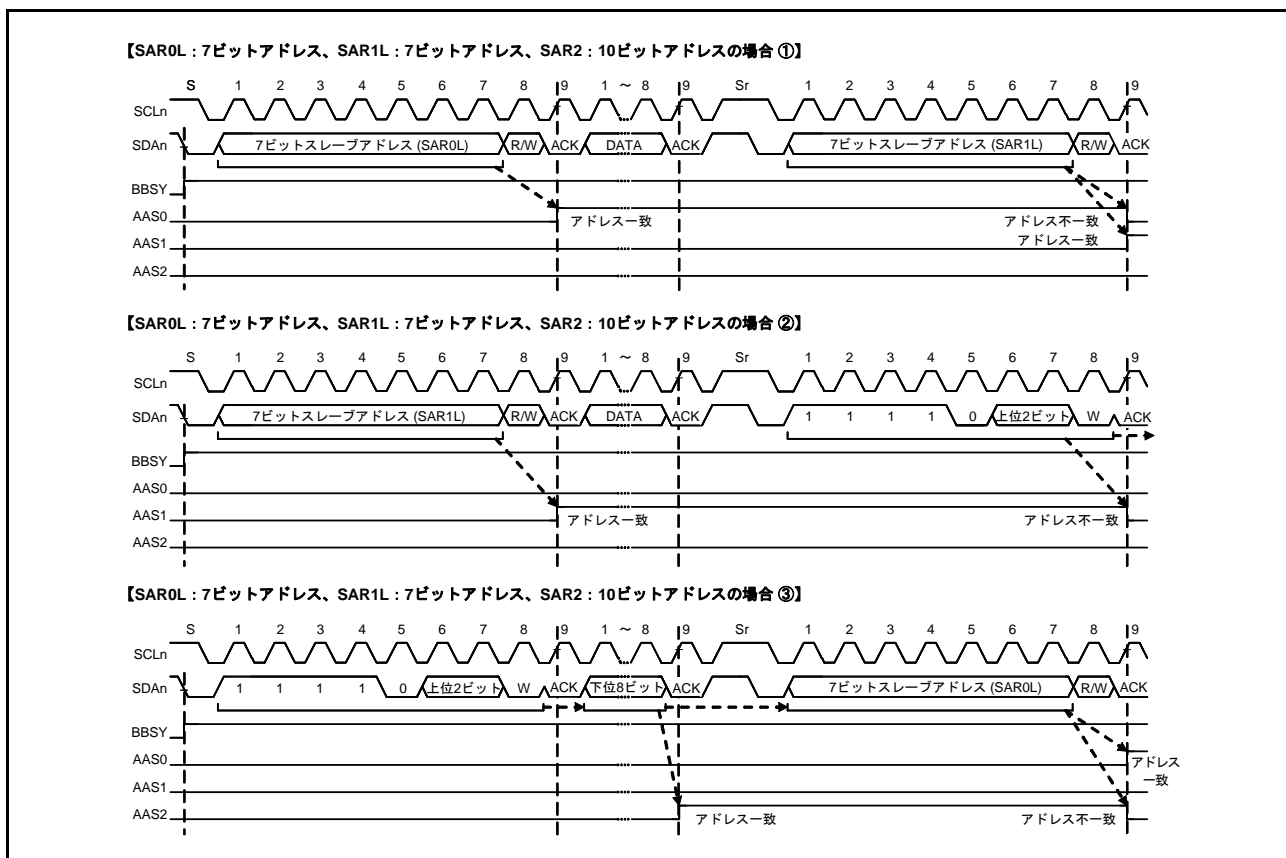 【SAR0L：7ビットアドレス、SAR1L：7ビットアドレス、SAR2：10ビットアドレスの場合 ①】
S 1 2 3 4 5 6 7 8 9 1 ～ 8 9 Sr 1 2 3 4 5 6 7 8 9
SCLn
SDAn 7ビットスレーブアドレス (SAR0L) R/W ACK DATA ACK 7ビットスレーブアドレス (SAR1L) R/W ACK
BBSY
AAS0 アドレス一致 アドレス不一致
AAS1 アドレス一致
AAS2
【SAR0L：7ビットアドレス、SAR1L：7ビットアドレス、SAR2：10ビットアドレスの場合 ②】
S 1 2 3 4 5 6 7 8 9 1 ～ 8 9 Sr 1 2 3 4 5 6 7 8 9
SCLn
SDAn 7ビットスレーブアドレス (SAR1L) R/W ACK DATA ACK 1 1 1 1 0 上位2ビット W ACK
BBSY
AAS0
AAS1 アドレス一致 アドレス不一致
AAS2
【SAR0L：7ビットアドレス、SAR1L：7ビットアドレス、SAR2：10ビットアドレスの場合 ③】
S 1 2 3 4 5 6 7 8 9 1 ～ 8 9 Sr 1 2 3 4 5 6 7 8 9
SCLn
SDAn 1 1 1 1 0 上位2ビット W ACK 下位8ビット ACK 7ビットスレーブアドレス (SAR0L) R/W ACK
BBSY
AAS0 アドレス
一致
AAS1
AAS2 アドレス一致 アドレス不一致